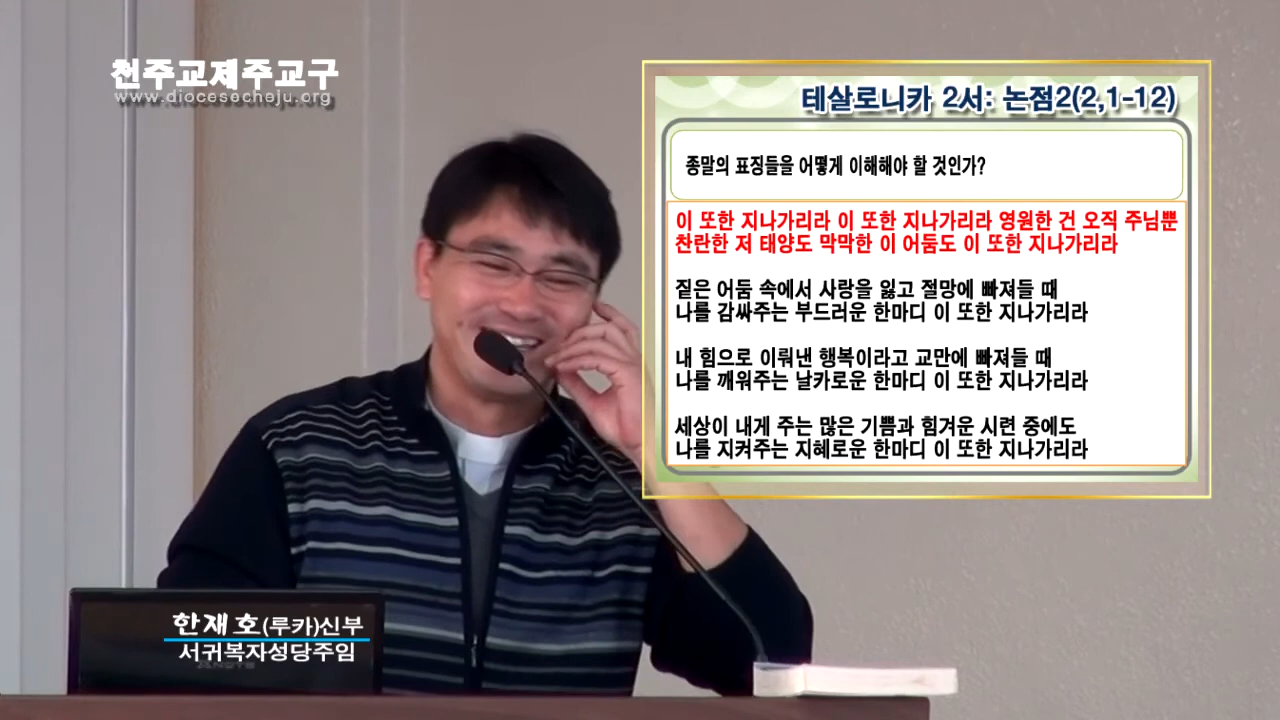 천주교제주교구
www.diocesecheju.org
테살로니카 2서: 논점2(2,1-12)
종말의 표징들을 어떻게 이해해야 할 것인가?
이 또한 지나가리라 이 또한 지나가리라 영원한 건 오직 주님뿐
찬란한 저 태양도 막막한 이 어둠도 이 또한 지나가리라
짙은 어둠 속에서 사랑을 잃고 절망에 빠져들 때
나를 감싸주는 부드러운 한마디 이 또한 지나가리라
내 힘으로 이뤄낸 행복이라고 교만에 빠져들 때
나를 깨워주는 날카로운 한마디 이 또한 지나가리라
세상이 내게 주는 많은 기쁨과 힘겨운 시련 중에도
나를 지켜주는 지혜로운 한마디 이 또한 지나가리라
한재호(루카)신부
서귀복자성당주임